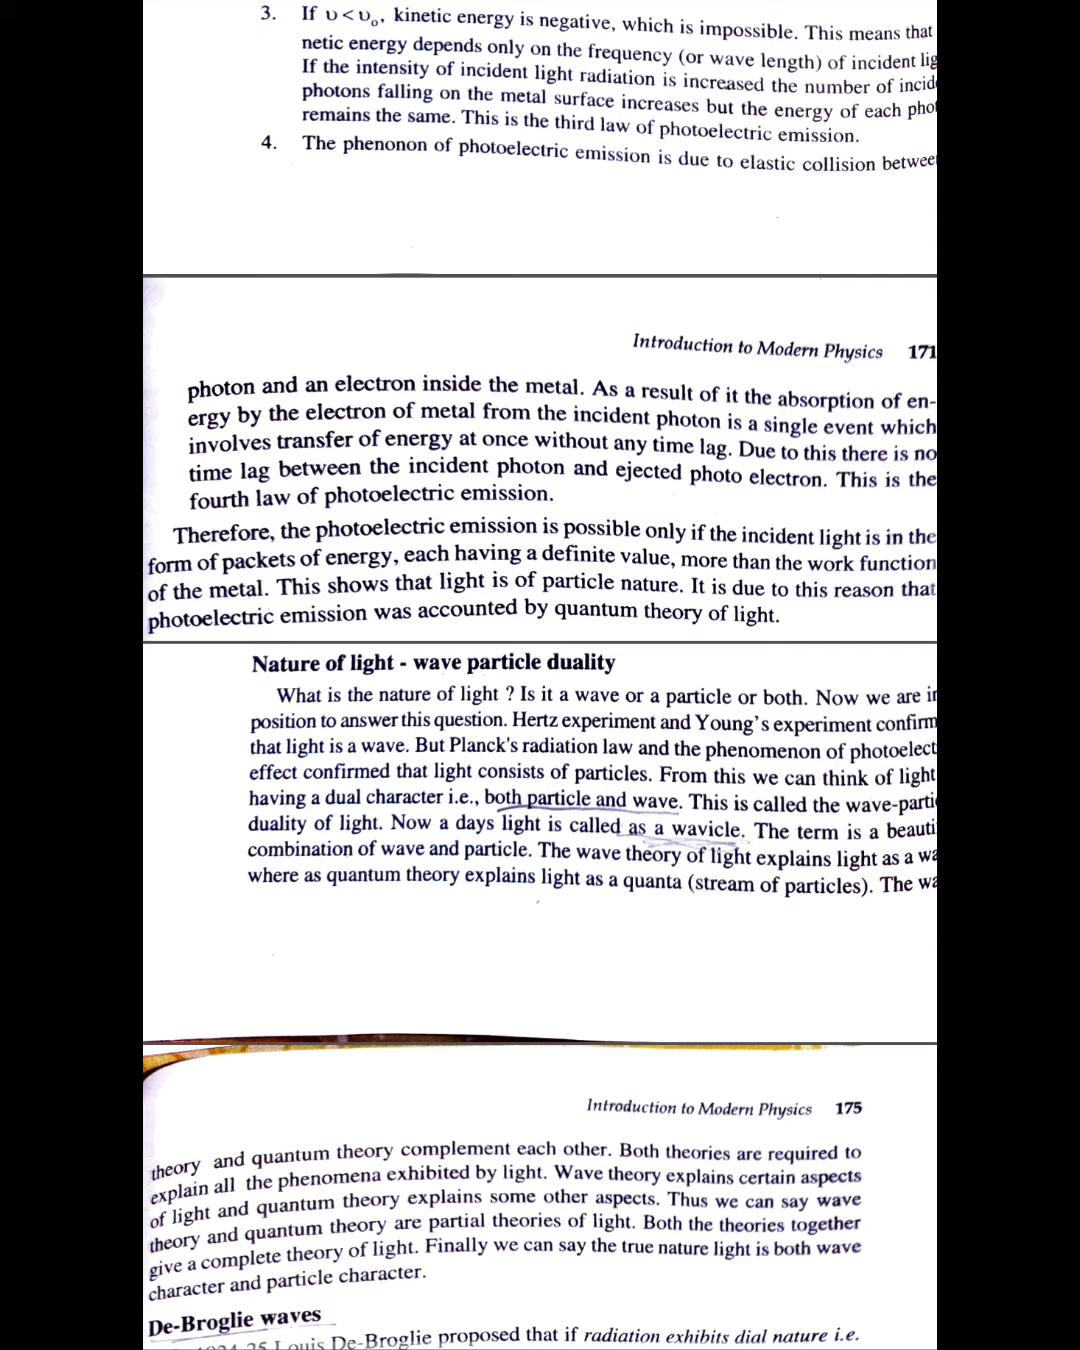 3. If υ<υo, kinetic energy is negative, which is impossible. This means that
netic energy depends only on the frequency (or wave length) of incident lig
If the intensity of incident light radiation is increased the number of incid
photons falling on the metal surface increases but the energy of each phot
remains the same. This is the third law of photoelectric emission.
4. The phenonon of photoelectric emission is due to elastic collision betwee
Introduction to Modern Physics 171
photon and an electron inside the metal. As a result of it the absorption of en-
ergy by the electron of metal from the incident photon is a single event which
involves transfer of energy at once without any time lag. Due to this there is no
time lag between the incident photon and ejected photo electron. This is the
fourth law of photoelectric emission.
Therefore, the photoelectric emission is possible only if the incident light is in the
form of packets of energy, each having a definite value, more than the work function
of the metal. This shows that light is of particle nature. It is due to this reason that
photoelectric emission was accounted by quantum theory of light.
Nature of light - wave particle duality
What is the nature of light ? Is it a wave or a particle or both. Now we are in
position to answer this question. Hertz experiment and Young's experiment confirm
that light is a wave. But Planck's radiation law and the phenomenon of photoelect
effect confirmed that light consists of particles. From this we can think of light
having a dual character i.e., both particle and wave. This is called the wave-parti
duality of light. Now a days light is called as a wavicle. The term is a beauti
combination of wave and particle. The wave theory of light explains light as a wa
where as quantum theory explains light as a quanta (stream of particles). The wa
Introduction to Modern Physics 175
theory and quantum theory complement each other. Both theories are required to
explain all the phenomena exhibited by light. Wave theory explains certain aspects
of light and quantum theory explains some other aspects. Thus we can say wave
theory and quantum theory are partial theories of light. Both the theories together
give a complete theory of light. Finally we can say the true nature light is both wave
character and particle character.
De-Broglie waves
Louis De-Broglie proposed that if radiation exhibits dial nature i.e.